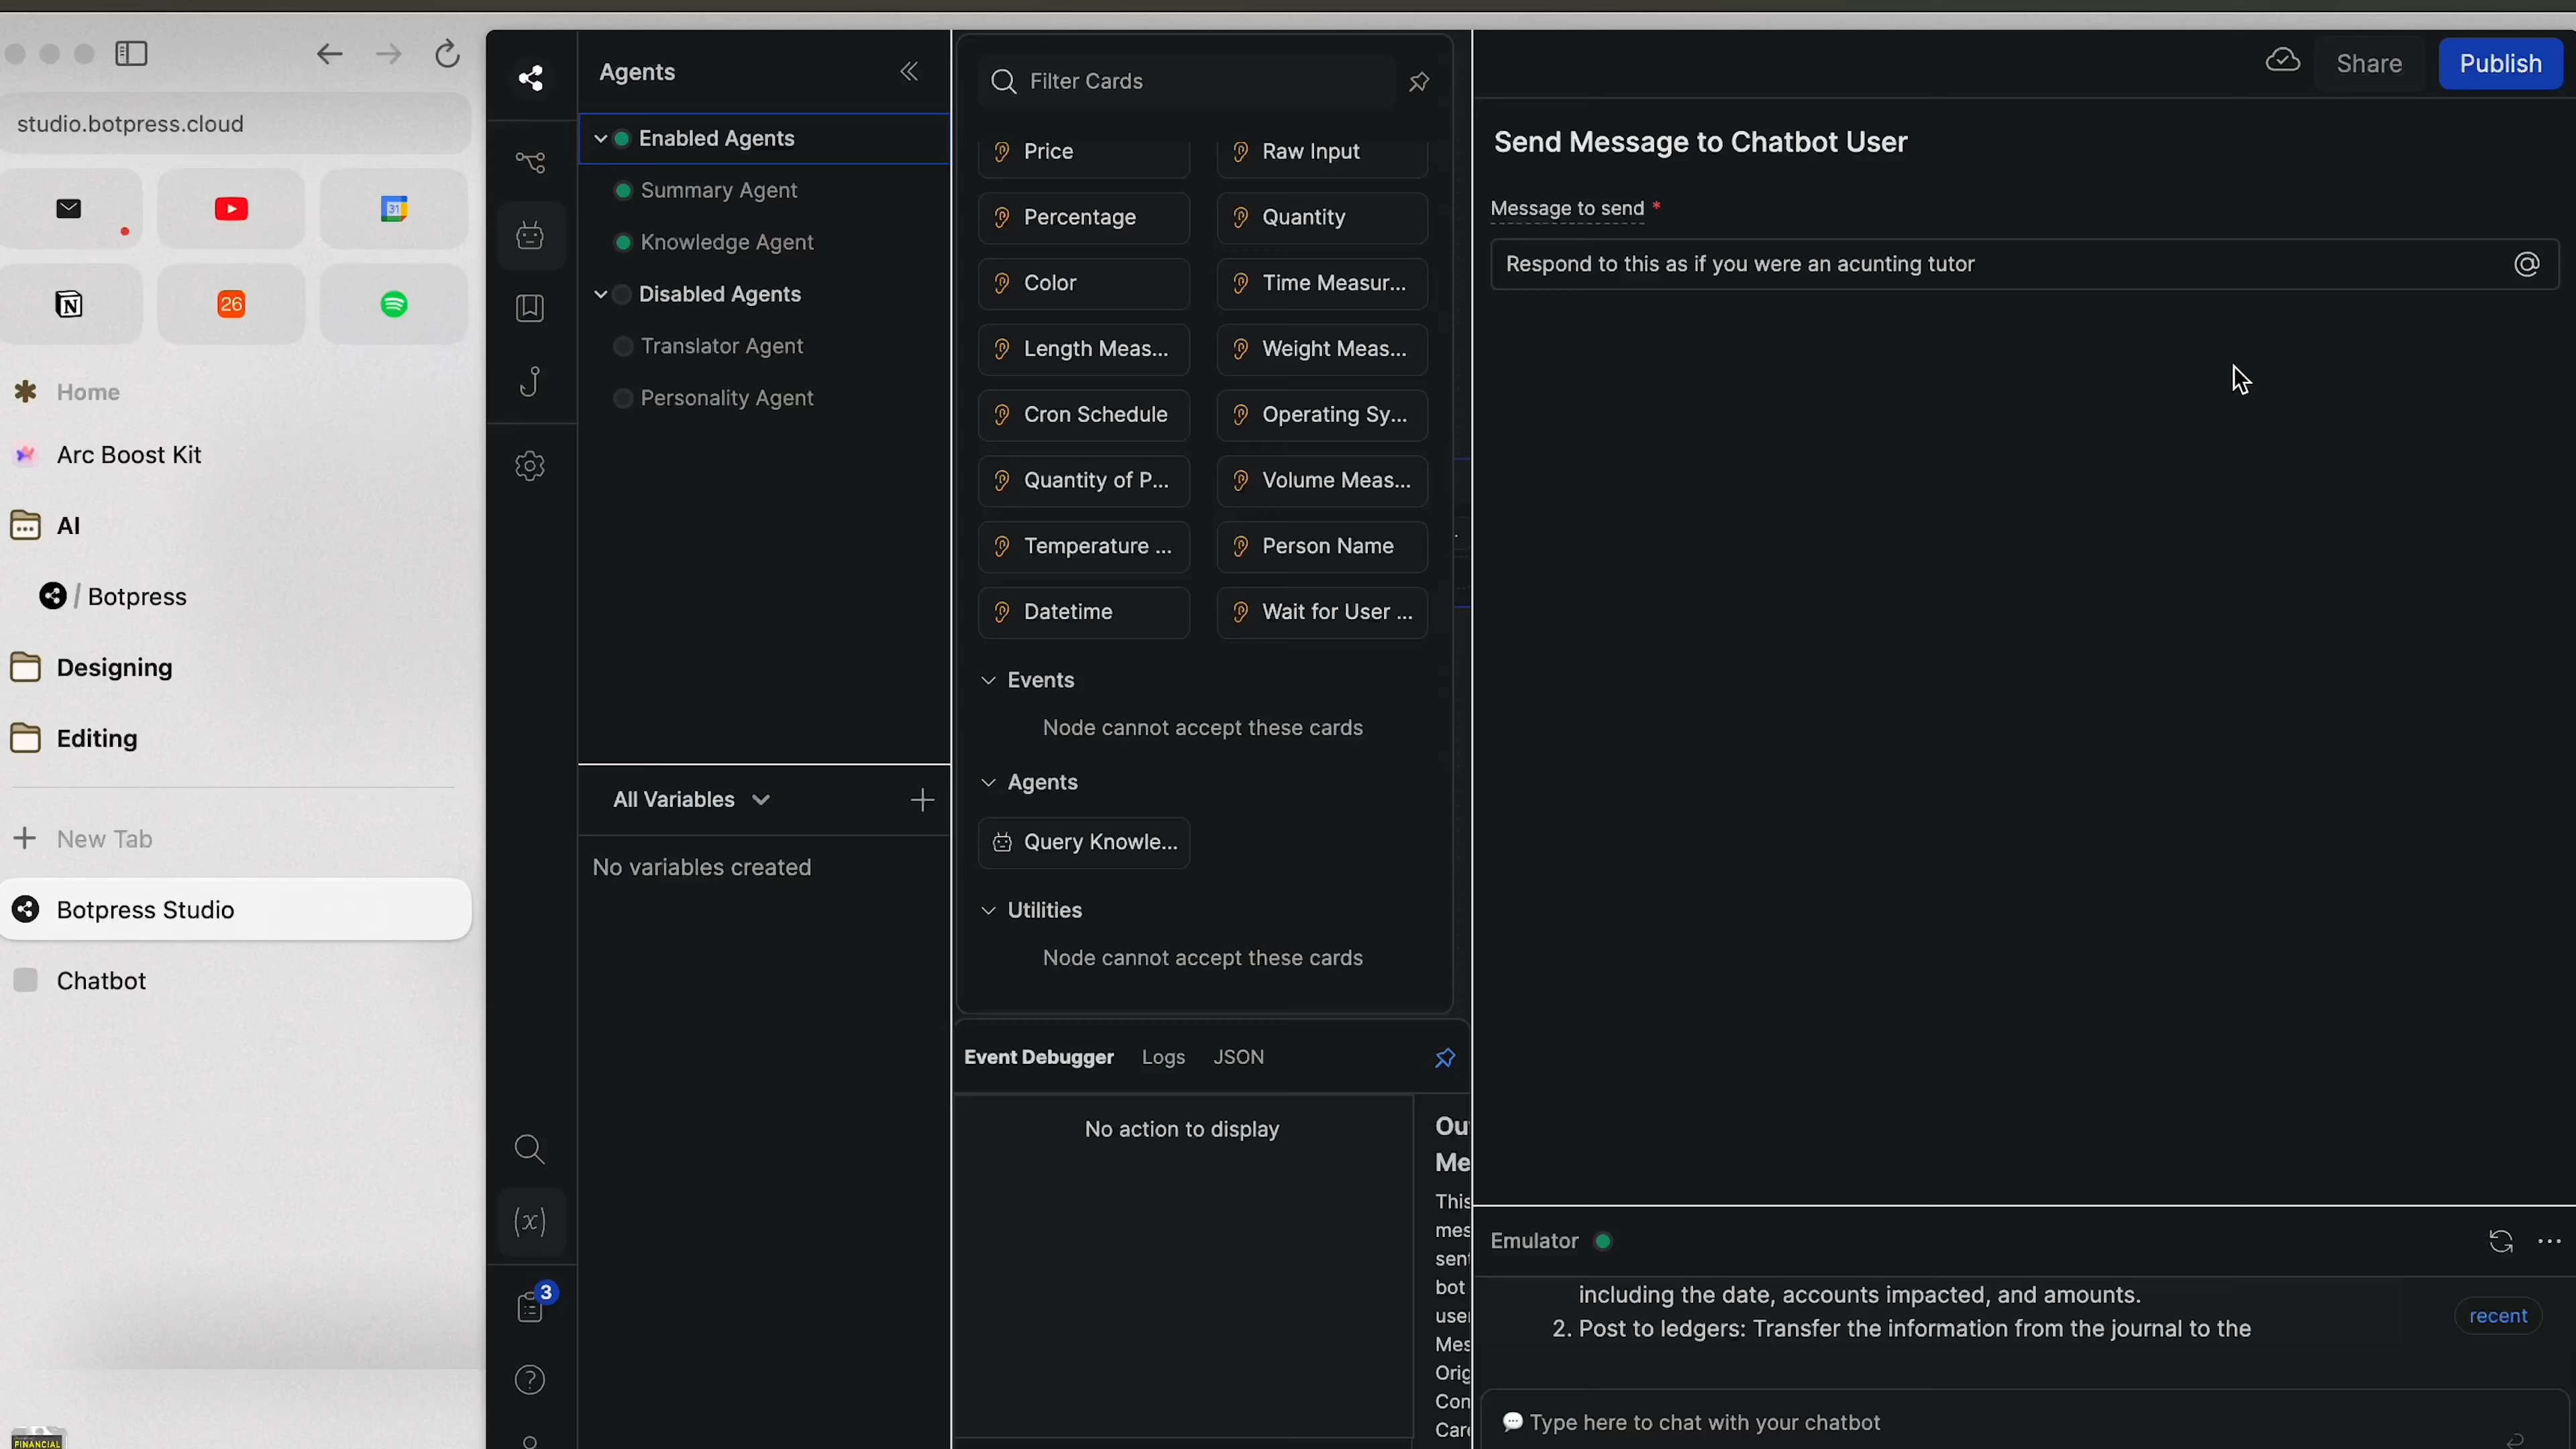 studio.botpress.cloud
31
26
Home
Arc Boost Kit
AI
/ Botpress
Designing
Editing
New Tab
Botpress Studio
Chatbot
FINANCIAL
3
Agents
Enabled Agents
Summary Agent
Knowledge Agent
Disabled Agents
Translator Agent
Personality Agent
All Variables
No variables created
Filter Cards
Price
Raw Input
Percentage
Quantity
Color
Time Measur...
Length Meas...
Weight Meas...
Cron Schedule
Operating Sy...
Quantity of P...
Volume Meas...
Temperature ...
Person Name
Datetime
Wait for User ...
Events
Node cannot accept these cards
Agents
Query Knowle...
Utilities
Node cannot accept these cards
Event Debugger
Logs
JSON
No action to display
Ou
Me
This
mes
sent
bot
user
Mes
Orig
Con
Card
Share
Publish
Send Message to Chatbot User
Message to send *
Respond to this as if you were an acunting tutor
Emulator
including the date, accounts impacted, and amounts.
2. Post to ledgers: Transfer the information from the journal to the
recent
Type here to chat with your chatbot